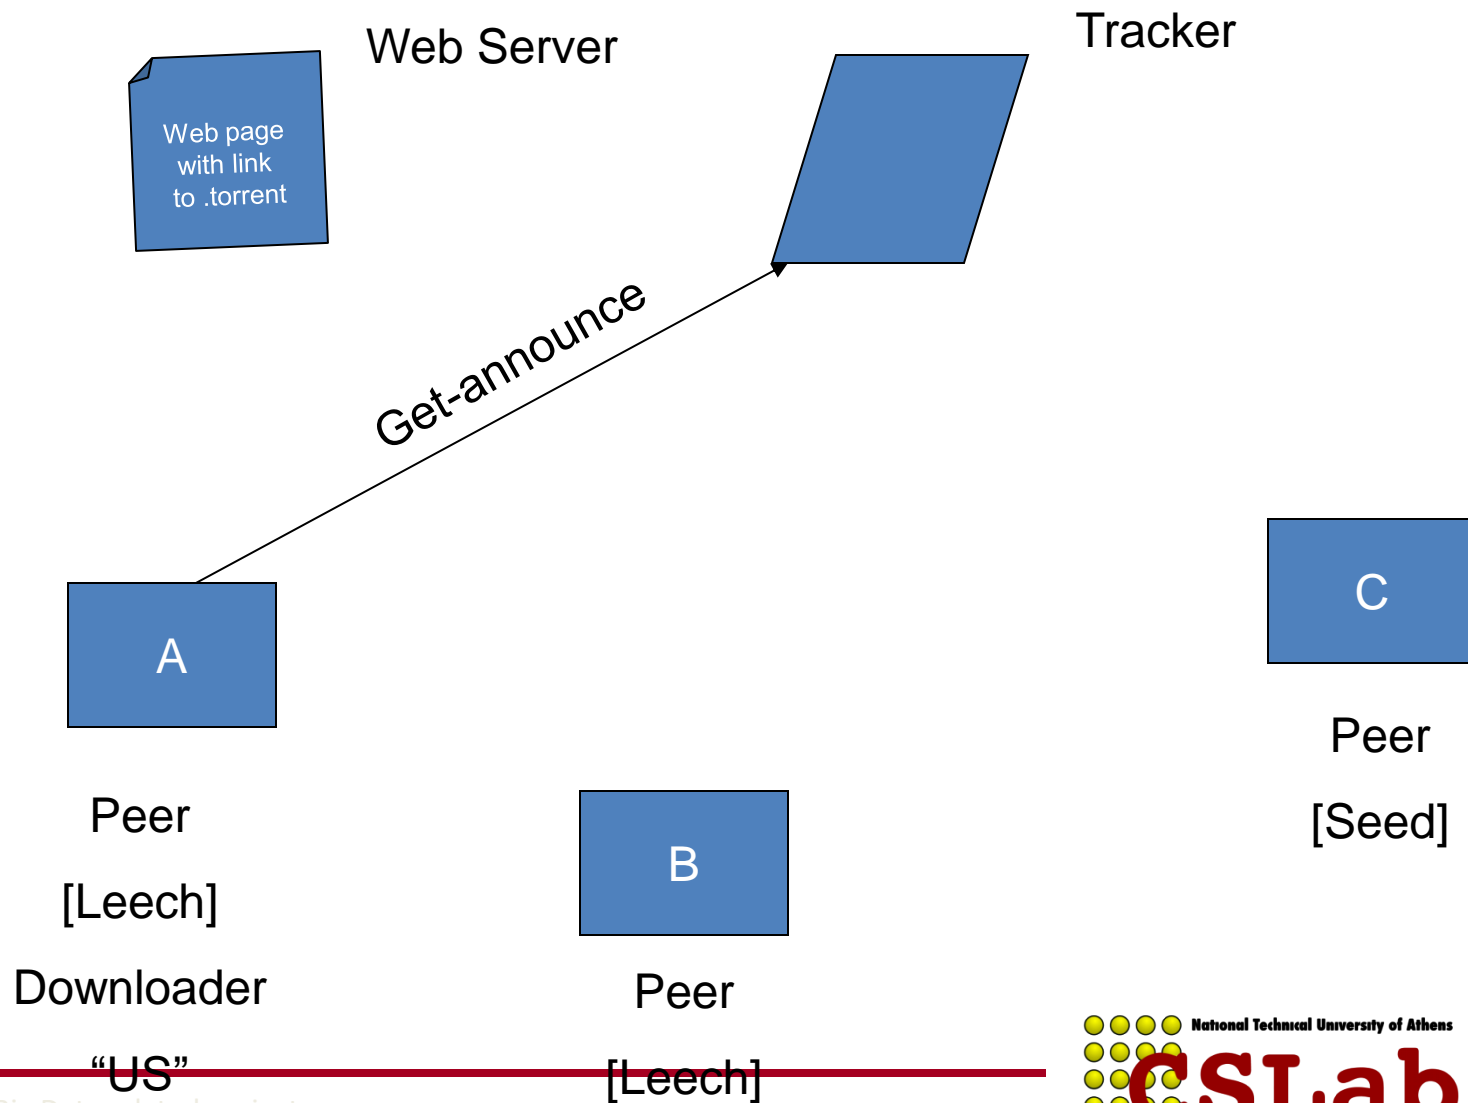 Web Server
Tracker
Web page
with link
to .torrent
Get-announce
C
A
Peer
[Seed]
Peer
[Leech]
Downloader
“US”
B
Peer
[Leech]
National Technical University of Athens
CSLab